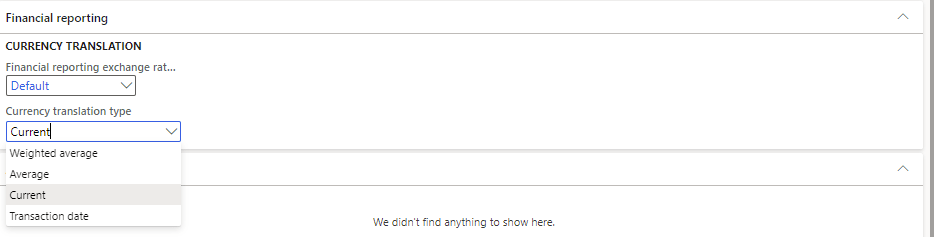 Financial reporting
CURRENCY TRANSLATION
Financial reporting exchange rat...
Default
Currency translation type
Current
Weighted average
Average
Current
Transaction date
We didn't find anything to show here.